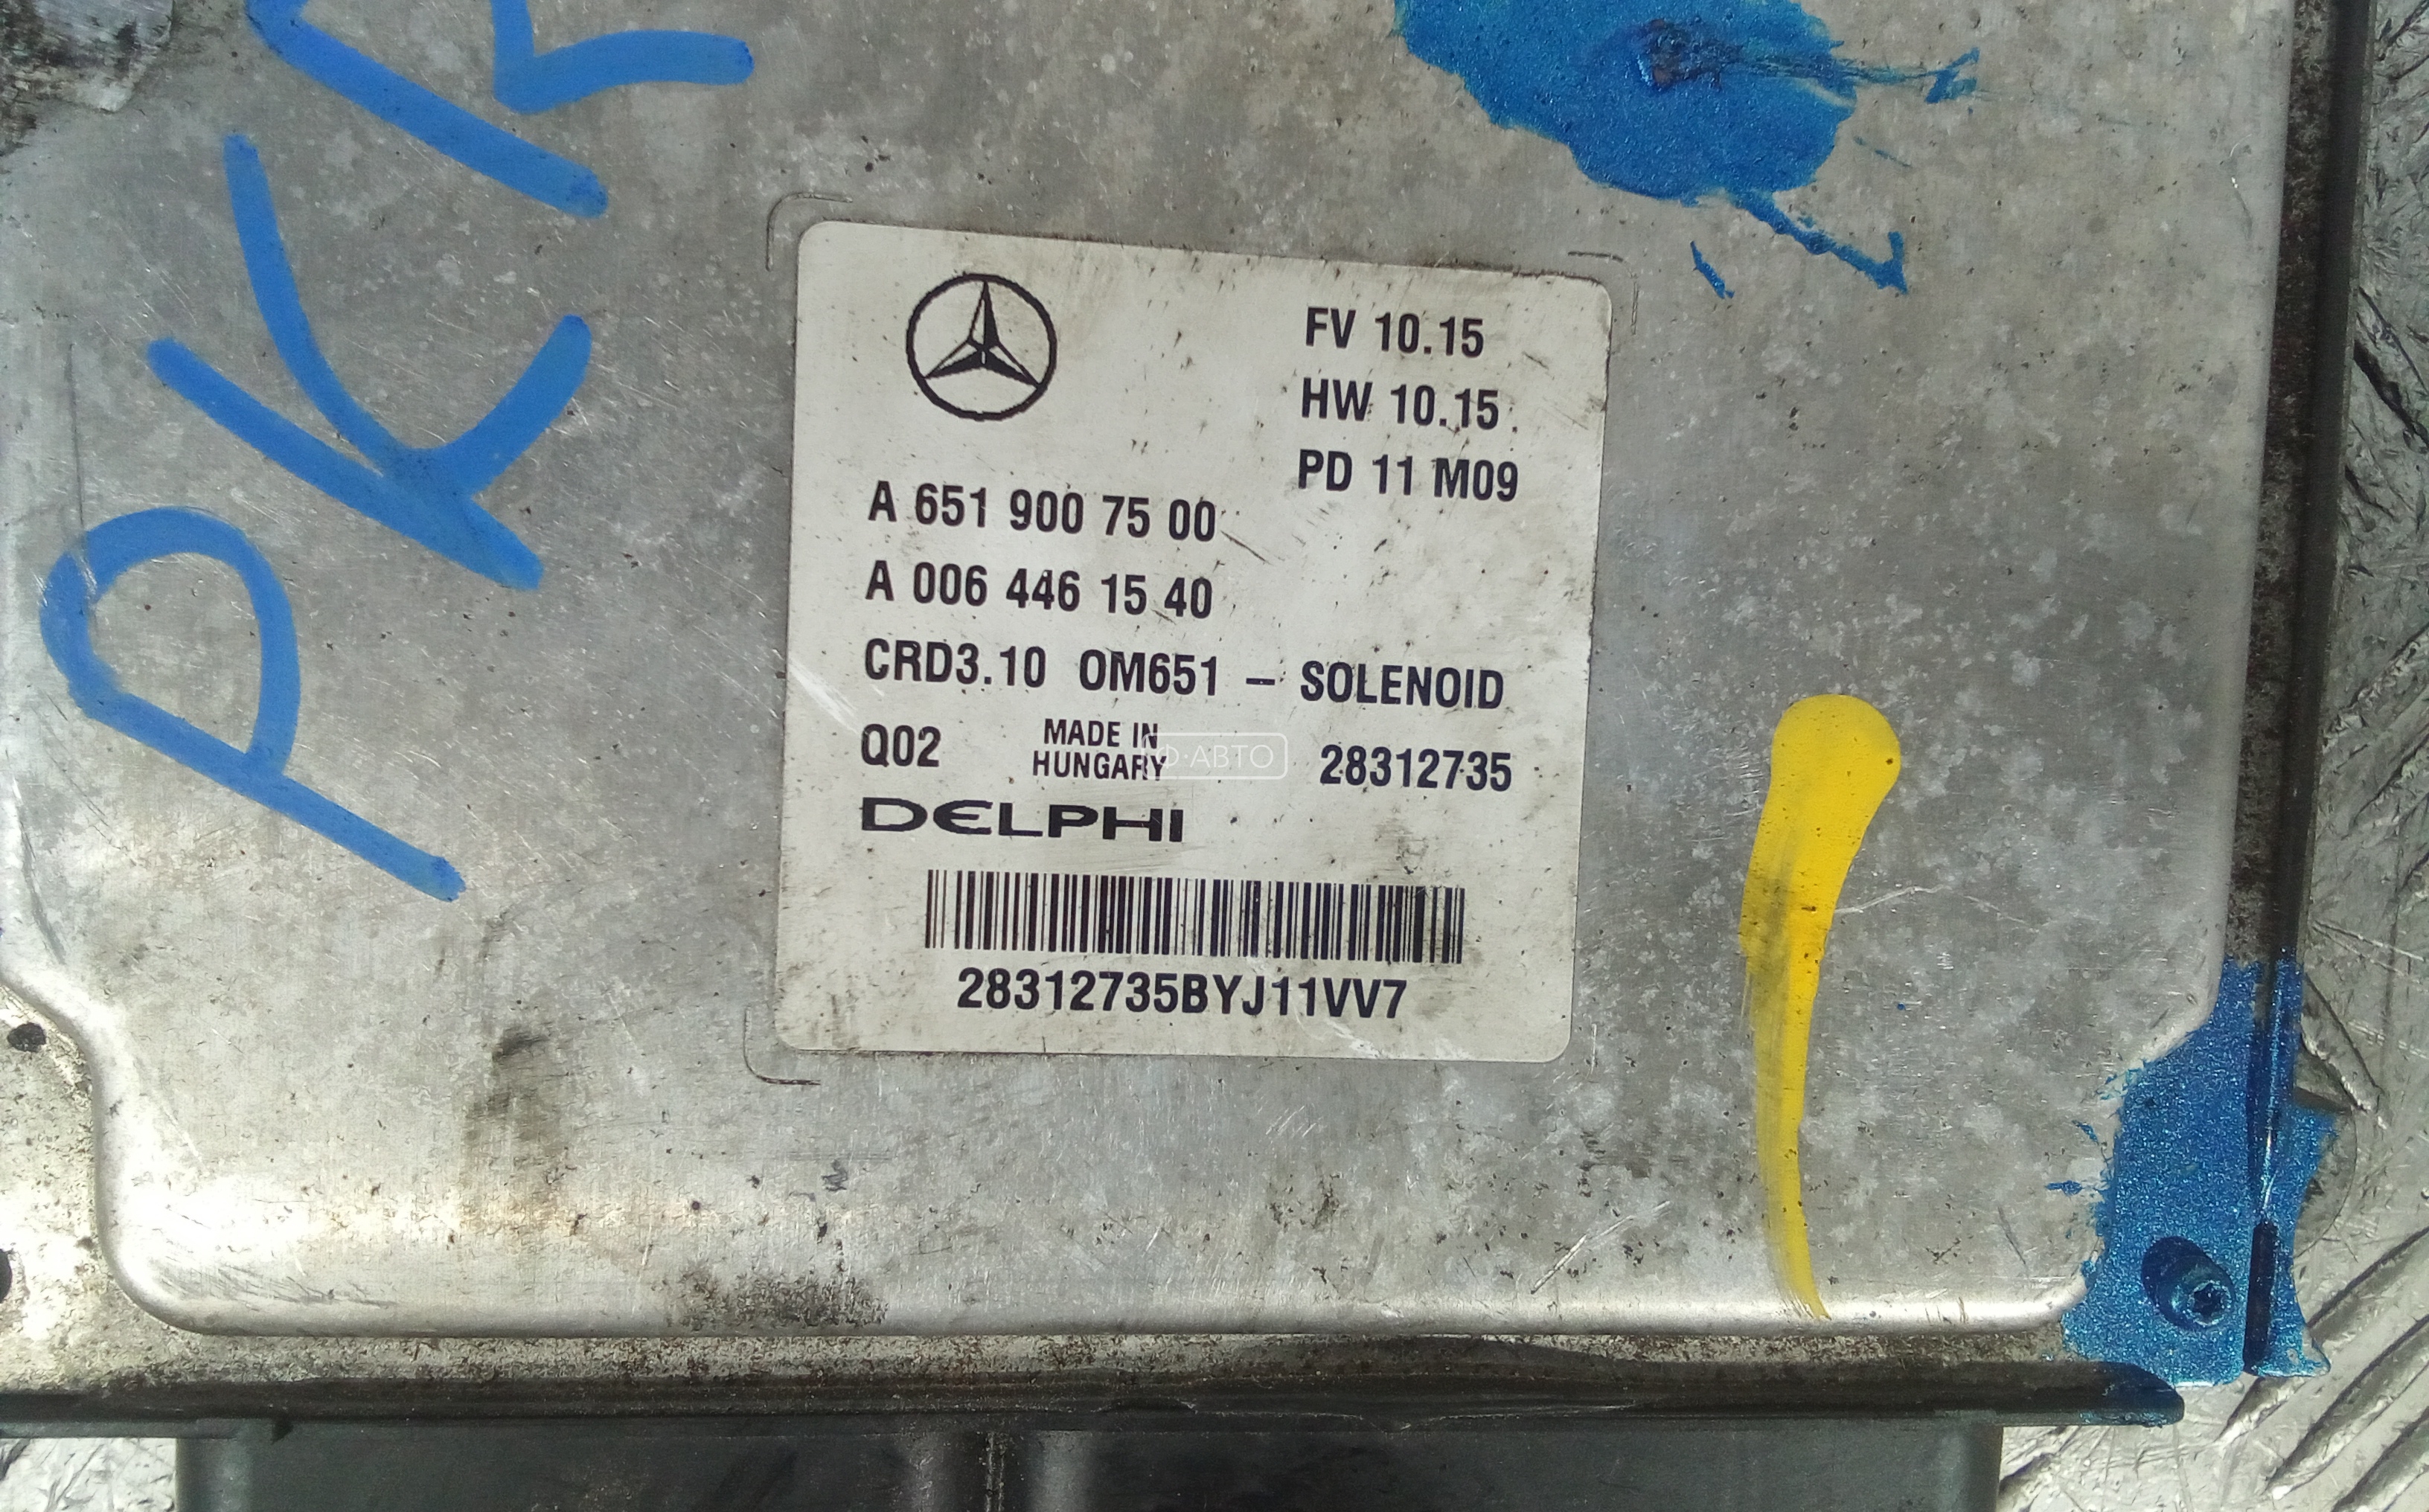 FV 10.15
HW 10.15
PD 11 M09
A 651 900 75 00
A 006 446 15 40
CRD3.10 OM651 – SOLENOID
Q02 MADE IN HUNGARY 28312735
Ф·АВТО
DELPHI
28312735BYJ11VV7